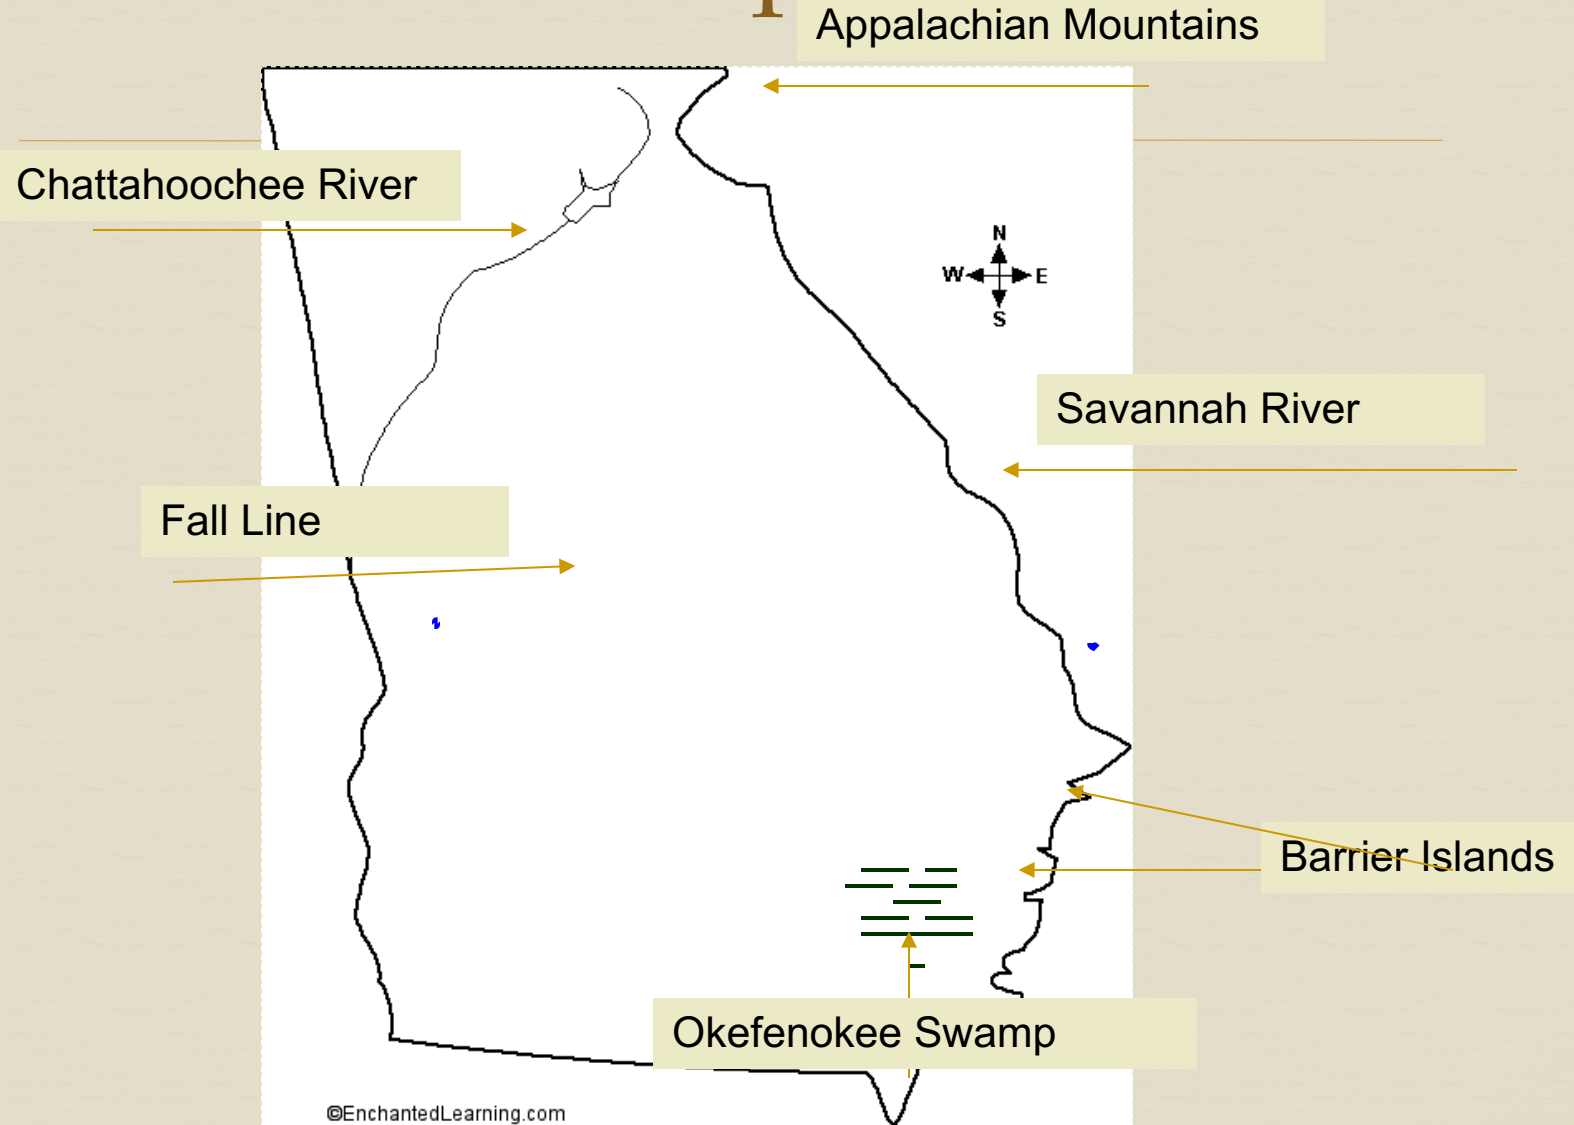 Appalachian Mountains
Chattahoochee River
N
W E
S
Savannah River
Fall Line
Barrier Islands
Okefenokee Swamp
©EnchantedLearning.com